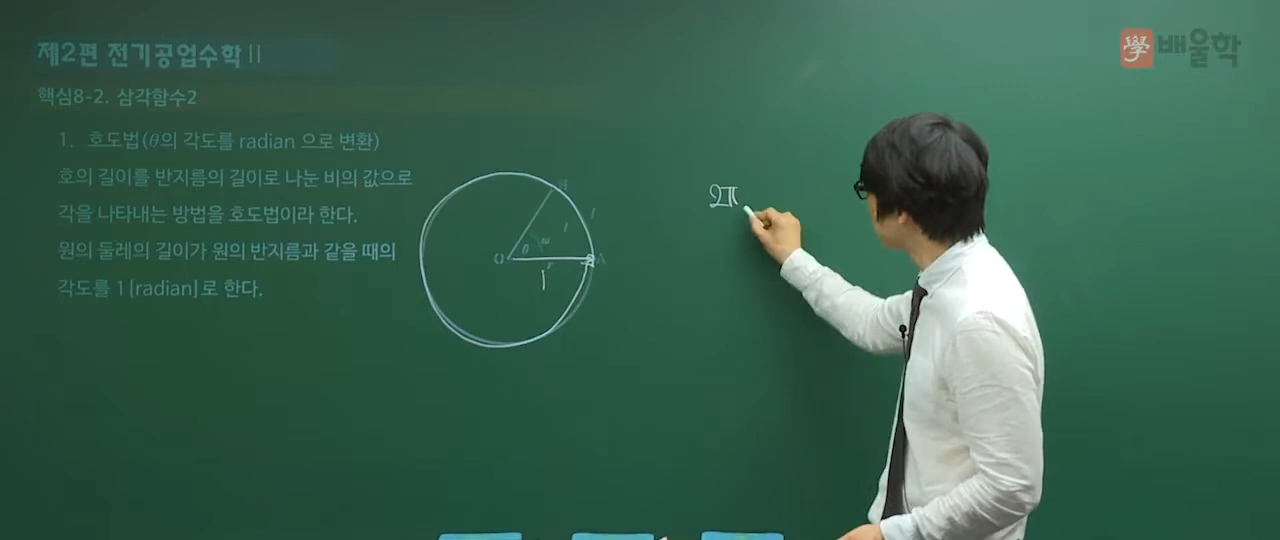 제2편 전기공업수학 II
學 배울학
핵심8-2. 삼각함수2
1. 호도법(θ의 각도를 radian 으로 변환)
호의 길이를 반지름의 길이로 나눈 비의 값으로
각을 나타내는 방법을 호도법이라 한다.
원의 둘레의 길이가 원의 반지름과 같을 때의
각도를 1[radian]로 한다.
B
l
1
ω
O
θ
r
A
1
2π